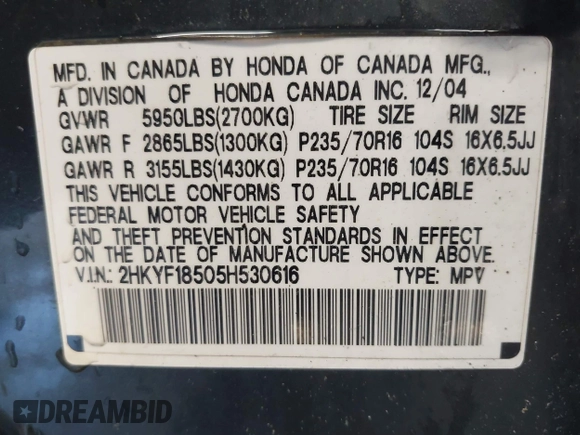 MFD. IN CANADA BY HONDA OF CANADA MFG.,
A DIVISION OF HONDA CANADA INC. 12/04
GVWR 5950LBS(2700KG) TIRE SIZE RIM SIZE
GAWR F 2865LBS(1300KG) P235/70R16 104S 16X6.5JJ
GAWR R 3155LBS(1430KG) P235/70R16 104S 16X6.5JJ
THIS VEHICLE CONFORMS TO ALL APPLICABLE
FEDERAL MOTOR VEHICLE SAFETY
AND THEFT PREVENTION STANDARDS IN EFFECT
ON THE DATE OF MANUFACTURE SHOWN ABOVE.
V.I.N.: 2HKYF18505H530616 TYPE: MPV
DREAMBID